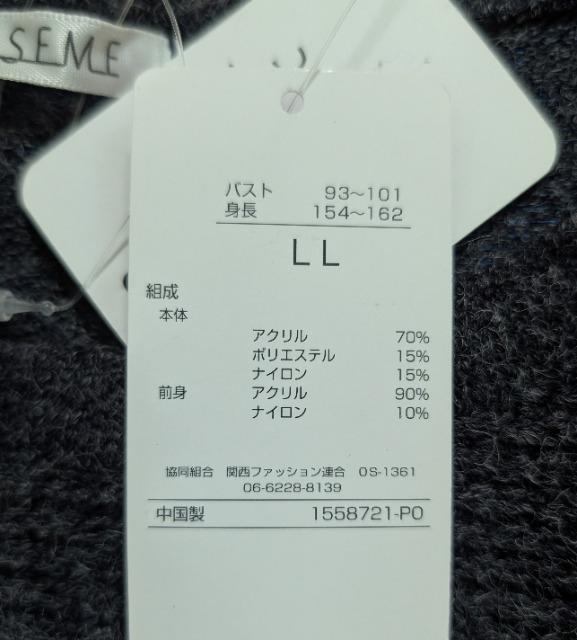 SEME
バスト 93～101
身長 154～162
LL
組成
本体
アクリル 70%
ポリエステル 15%
ナイロン 15%
前身 アクリル 90%
ナイロン 10%
協同組合 関西ファッション連合 OS-1361
06-6228-8139
中国製 1558721-PO